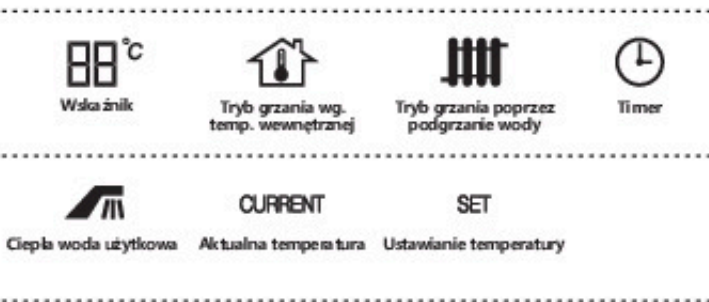 88°C
Wskaźnik
Tryb grzania wg.
temp. wewnętrznej
Tryb grzania poprzez
podgrzanie wody
Timer
CURRENT
SET
Ciepła woda użytkowa
Aktualna temperatura
Ustawianie temperatury